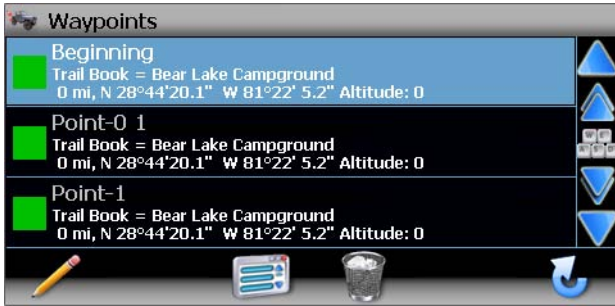 Waypoints
Beginning
Trail Book = Bear Lake Campground
0 mi, N 28°44'20.1" W 81°22' 5.2" Altitude: 0
Point-0 1
Trail Book = Bear Lake Campground
0 mi, N 28°44'20.1" W 81°22' 5.2" Altitude: 0
Point-1
Trail Book = Bear Lake Campground
0 mi, N 28°44'20.1" W 81°22' 5.2" Altitude: 0